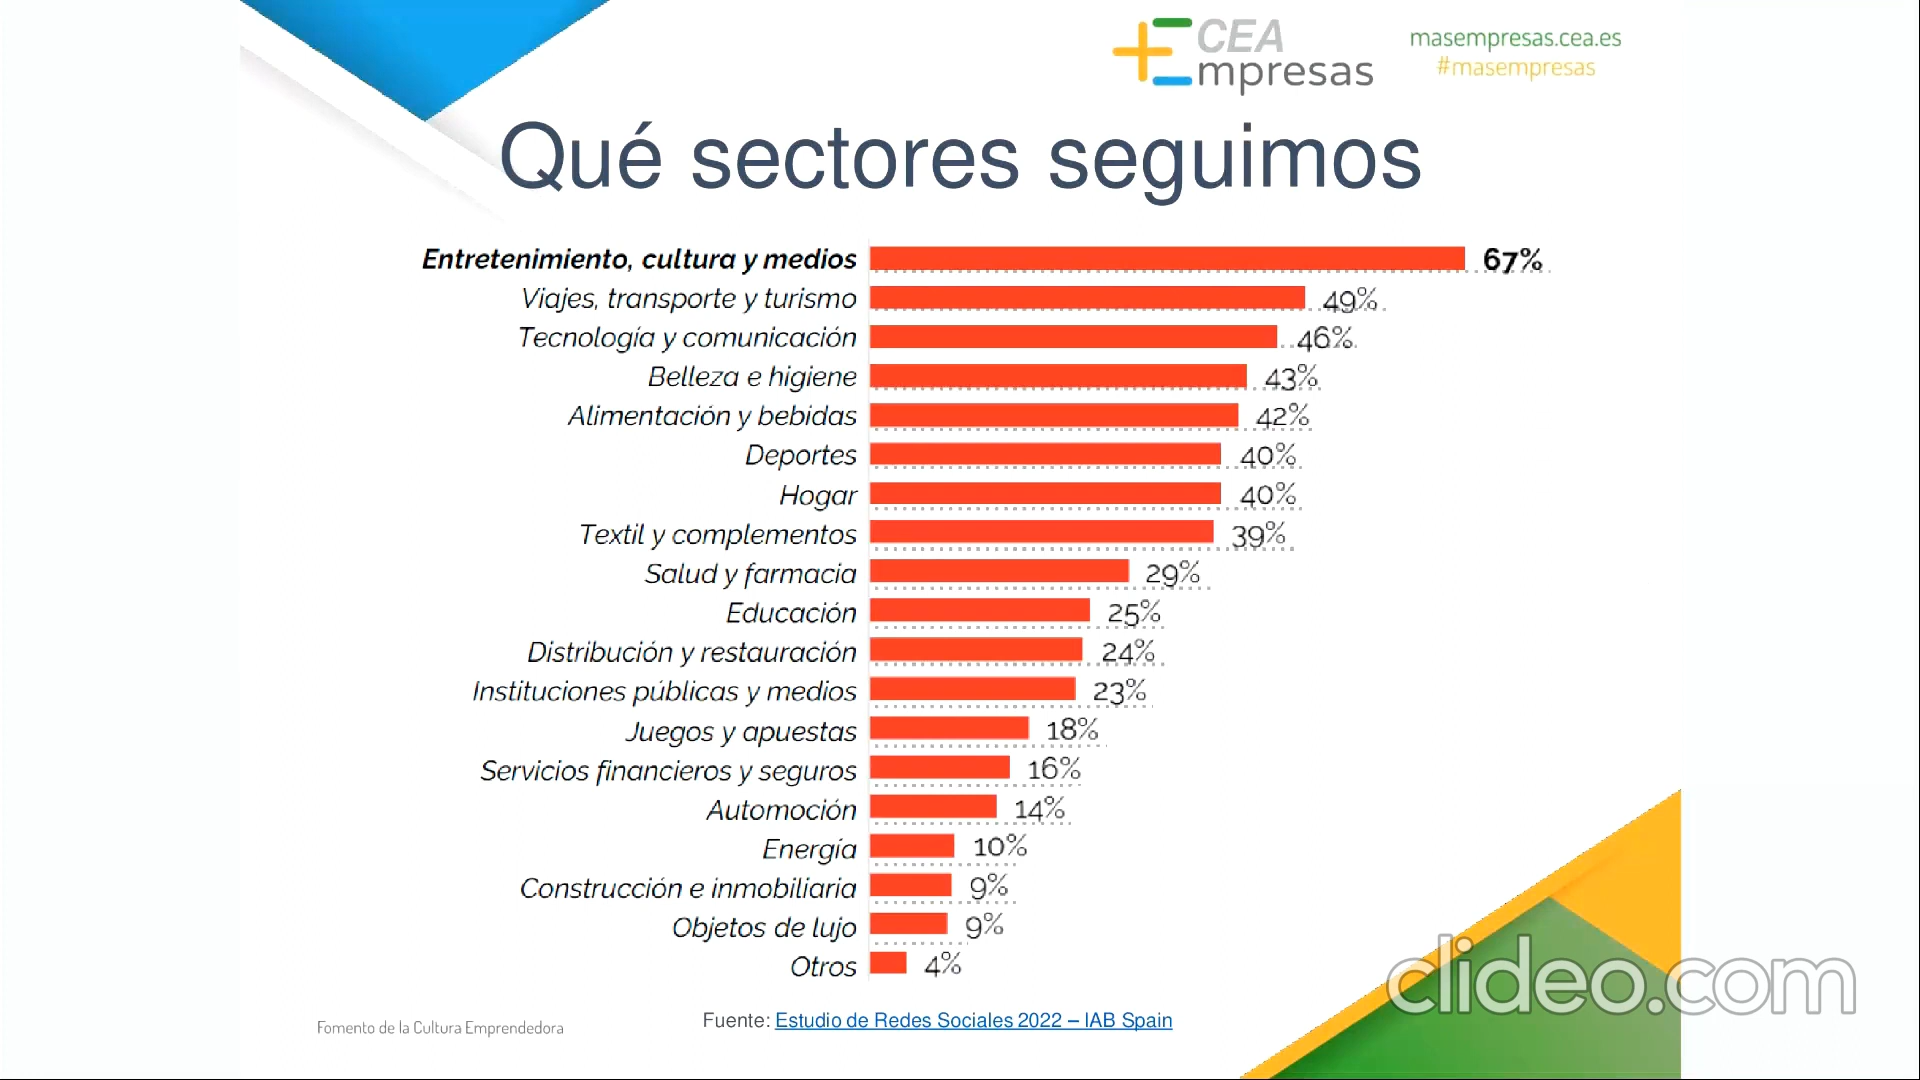 CEA
Empresas
masempresas.cea.es
#masempresas
Qué sectores seguimos
Entretenimiento, cultura y medios 67%
Viajes, transporte y turismo 49%
Tecnología y comunicación 46%
Belleza e higiene 43%
Alimentación y bebidas 42%
Deportes 40%
Hogar 40%
Textil y complementos 39%
Salud y farmacia 29%
Educación 25%
Distribución y restauración 24%
Instituciones públicas y medios 23%
Juegos y apuestas 18%
Servicios financieros y seguros 16%
Automoción 14%
Energía 10%
Construcción e inmobiliaria 9%
Objetos de lujo 9%
Otros 4%
Fuente: Estudio de Redes Sociales 2022 – IAB Spain
Fomento de la Cultura Emprendedora
clideo.com